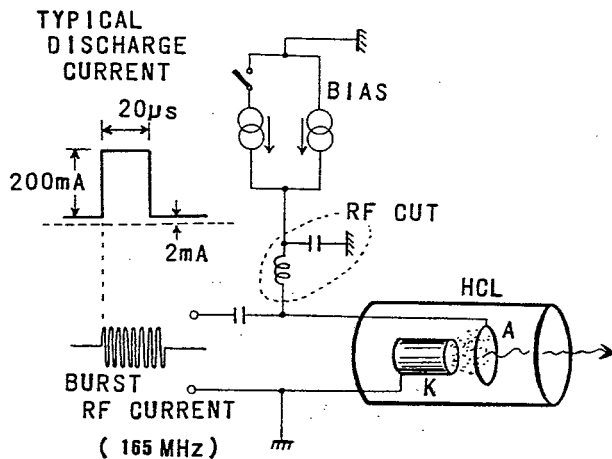 TYPICAL
DISCHARGE
CURRENT
20μs
200mA
2mA
BIAS
RF CUT
HCL
A
K
BURST
RF CURRENT
(165 MHz)